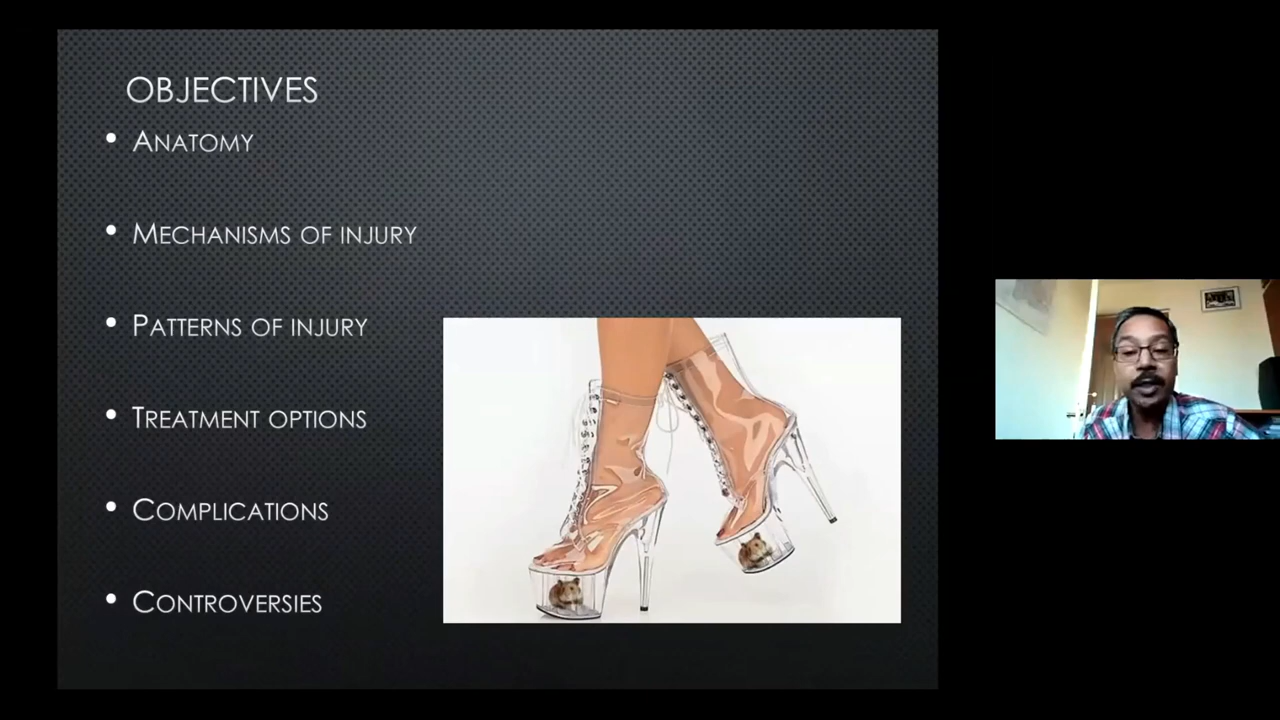 OBJECTIVES
• ANATOMY
• MECHANISMS OF INJURY
• PATTERNS OF INJURY
• TREATMENT OPTIONS
• COMPLICATIONS
• CONTROVERSIES